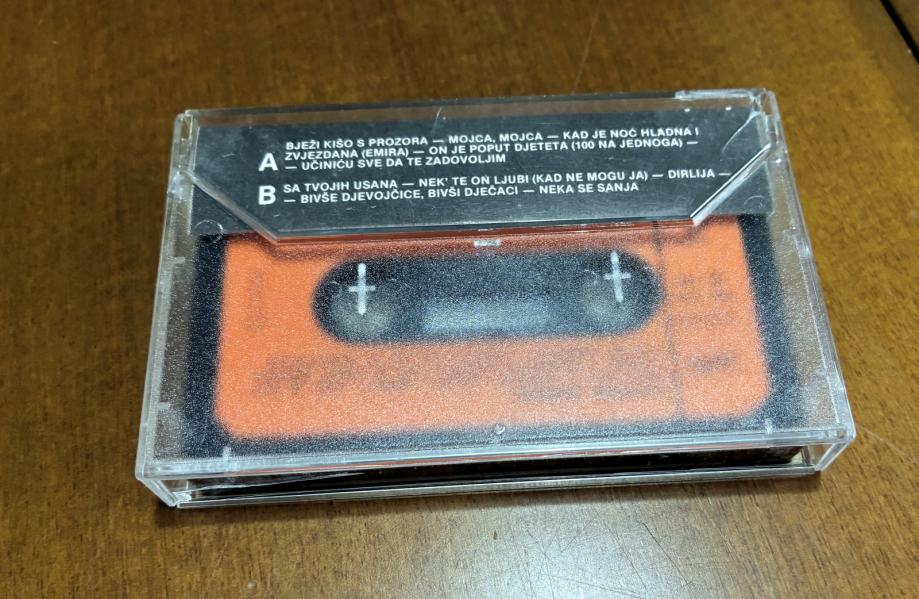 A
BJEŽI KIŠO S PROZORA — MOJCA, MOJCA — KAD JE NOĆ HLADNA I
ZVJEZDANA (EMIRA) — ON JE POPUT DJETETA (100 NA JEDNOGA) —
— UČINIĆU SVE DA TE ZADOVOLJIM
B
SA TVOJIH USANA — NEK' TE ON LJUBI (KAD NE MOGU JA) — DIRLIJA —
— BIVŠE DJEVOJČICE, BIVŠI DJEČACI — NEKA SE SANJA